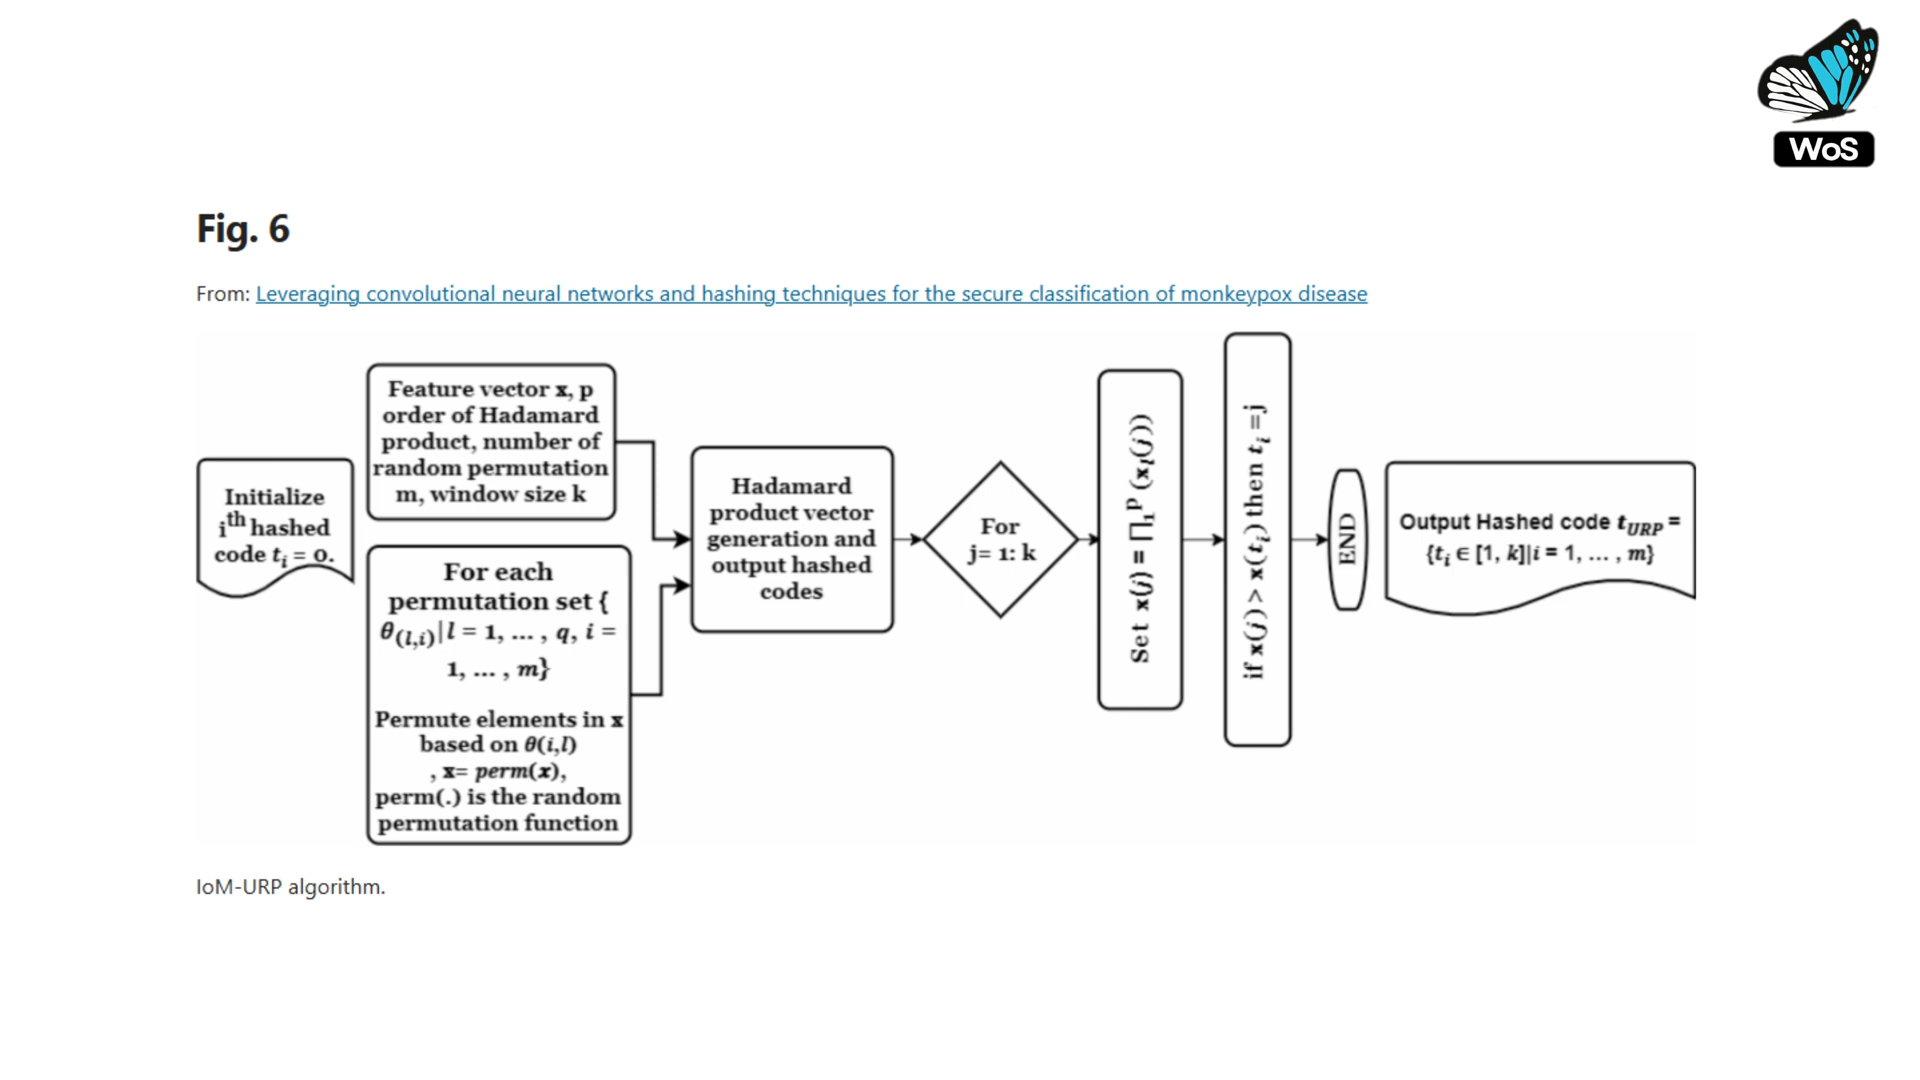 WoS
Fig. 6
From: Leveraging convolutional neural networks and hashing techniques for the secure classification of monkeypox disease
Initialize
iᵗʰ hashed
code tᵢ = 0.
Feature vector x, p
order of Hadamard
product, number of
random permutation
m, window size k
For each
permutation set {
θ(l,i)|l = 1, ... , q, i =
1, ... , m}
Permute elements in x
based on θ(i,l)
, x= perm(x),
perm(.) is the random
permutation function
Hadamard
product vector
generation and
output hashed
codes
For
j= 1: k
Set x(j) = ∏₁ᴾ (xₗ(j))
if x(j) > x(tᵢ) then tᵢ =j
END
Output Hashed code t_URP =
{tᵢ ∈ [1, k]|i = 1, ... , m}
IoM-URP algorithm.